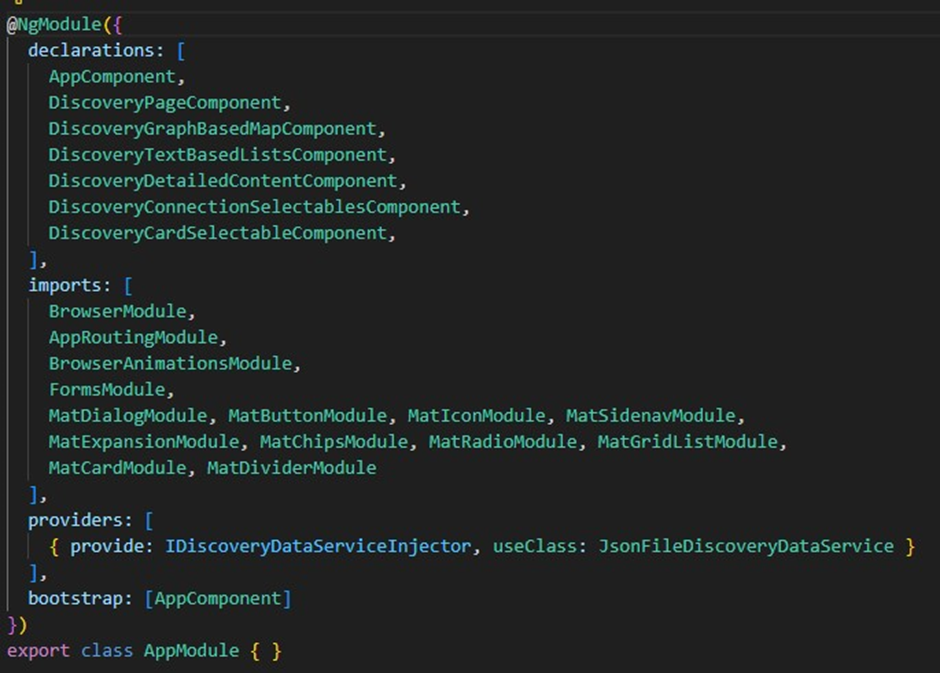 @NgModule({
  declarations: [
    AppComponent,
    DiscoveryPageComponent,
    DiscoveryGraphBasedMapComponent,
    DiscoveryTextBasedListsComponent,
    DiscoveryDetailedContentComponent,
    DiscoveryConnectionSelectablesComponent,
    DiscoveryCardSelectableComponent,
  ],
  imports: [
    BrowserModule,
    AppRoutingModule,
    BrowserAnimationsModule,
    FormsModule,
    MatDialogModule, MatButtonModule, MatIconModule, MatSidenavModule,
    MatExpansionModule, MatChipsModule, MatRadioModule, MatGridListModule,
    MatCardModule, MatDividerModule
  ],
  providers: [
    { provide: IDiscoveryDataServiceInjector, useClass: JsonFileDiscoveryDataService }
  ],
  bootstrap: [AppComponent]
})
export class AppModule { }